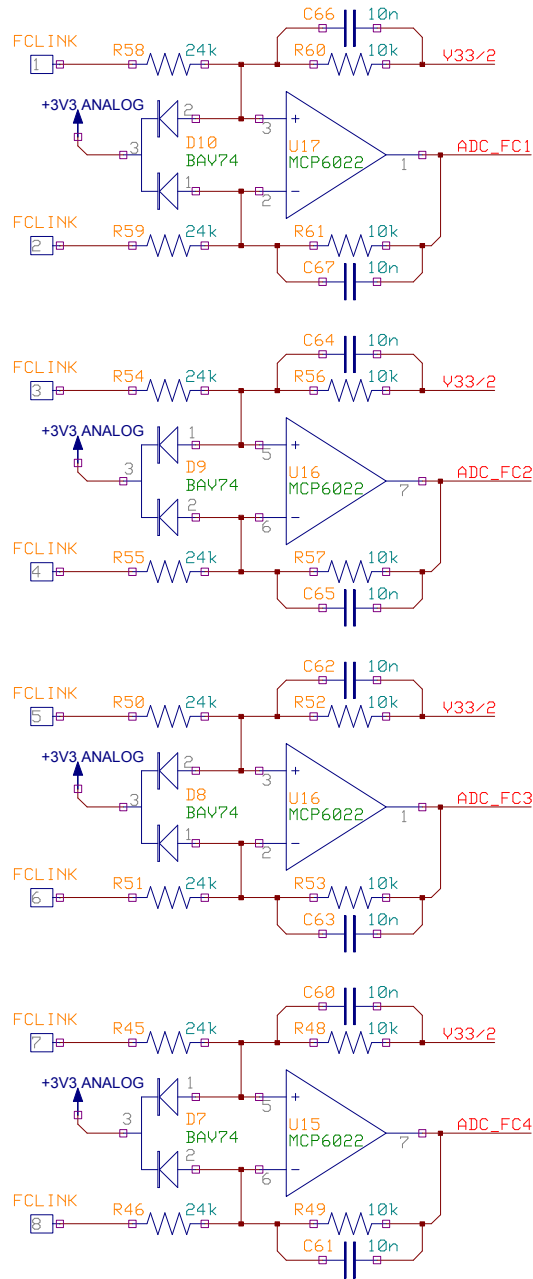 C66 10n
FCLINK R58 24k R60 10k
1 V33/2
+3V3 ANALOG
2 3
3 D10 U17
BAV74 MCP6022 1 ADC_FC1
1 2
FCLINK R59 24k R61 10k
2
C67 10n
C64 10n
FCLINK R54 24k R56 10k
3 V33/2
+3V3 ANALOG
1 5
3 D9 U16
BAV74 MCP6022 7 ADC_FC2
2 6
FCLINK R55 24k R57 10k
4
C65 10n
C62 10n
FCLINK R50 24k R52 10k
5 V33/2
+3V3 ANALOG
2 3
3 D8 U16
BAV74 MCP6022 1 ADC_FC3
1 2
FCLINK R51 24k R53 10k
6
C63 10n
C60 10n
FCLINK R45 24k R48 10k
7 V33/2
+3V3 ANALOG
1 5
3 D7 U15
BAV74 MCP6022 7 ADC_FC4
2 6
FCLINK R46 24k R49 10k
8
C61 10n